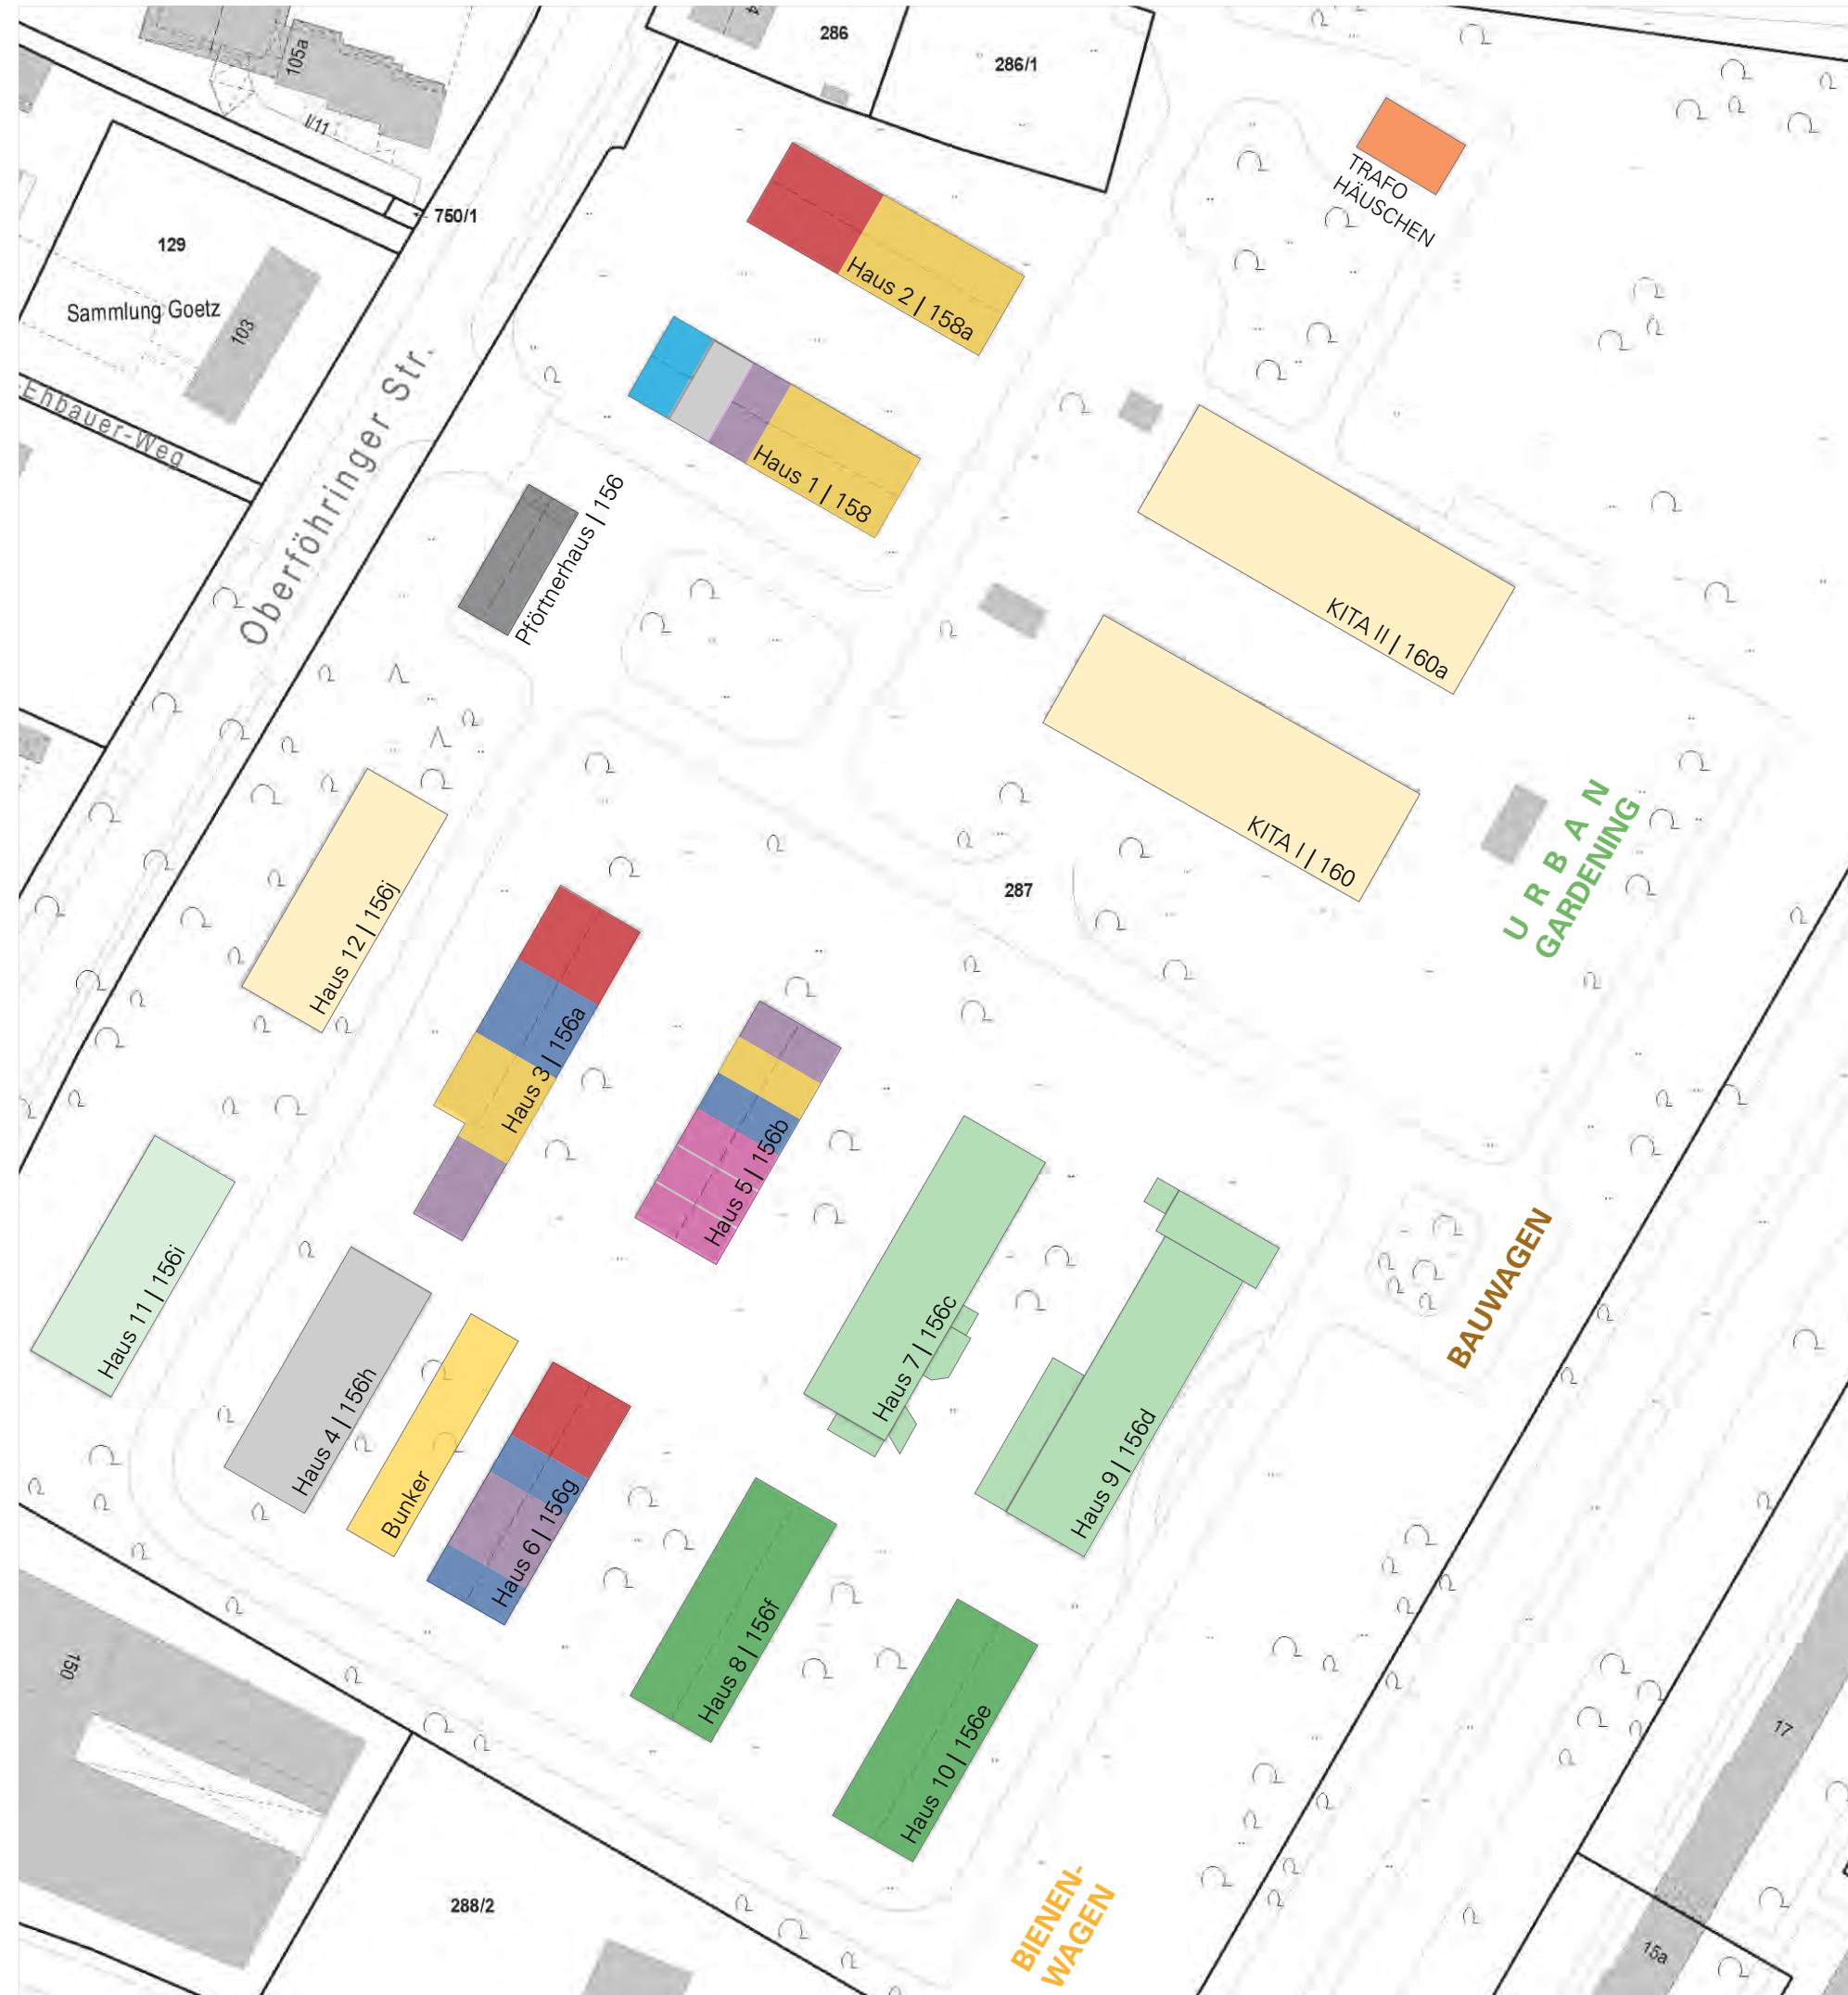 286
286/1
105a
I/11
750/1
129
Sammlung Goetz
103
Ehbauer-Weg
Oberföhringer Str.
TRAFO
HÄUSCHEN
Haus 2 | 158a
Haus 1 | 158
Pförtnerhaus | 156
KITA II | 160a
KITA I | 160
287
URBAN
GARDENING
Haus 12 | 156j
Haus 3 | 156a
Haus 5 | 156b
Haus 11 | 156i
Haus 4 | 156h
Bunker
Haus 6 | 156g
Haus 7 | 156c
Haus 9 | 156d
BAUWAGEN
Haus 8 | 156f
Haus 10 | 156e
150
288/2
BIENEN-
WAGEN
17
15a